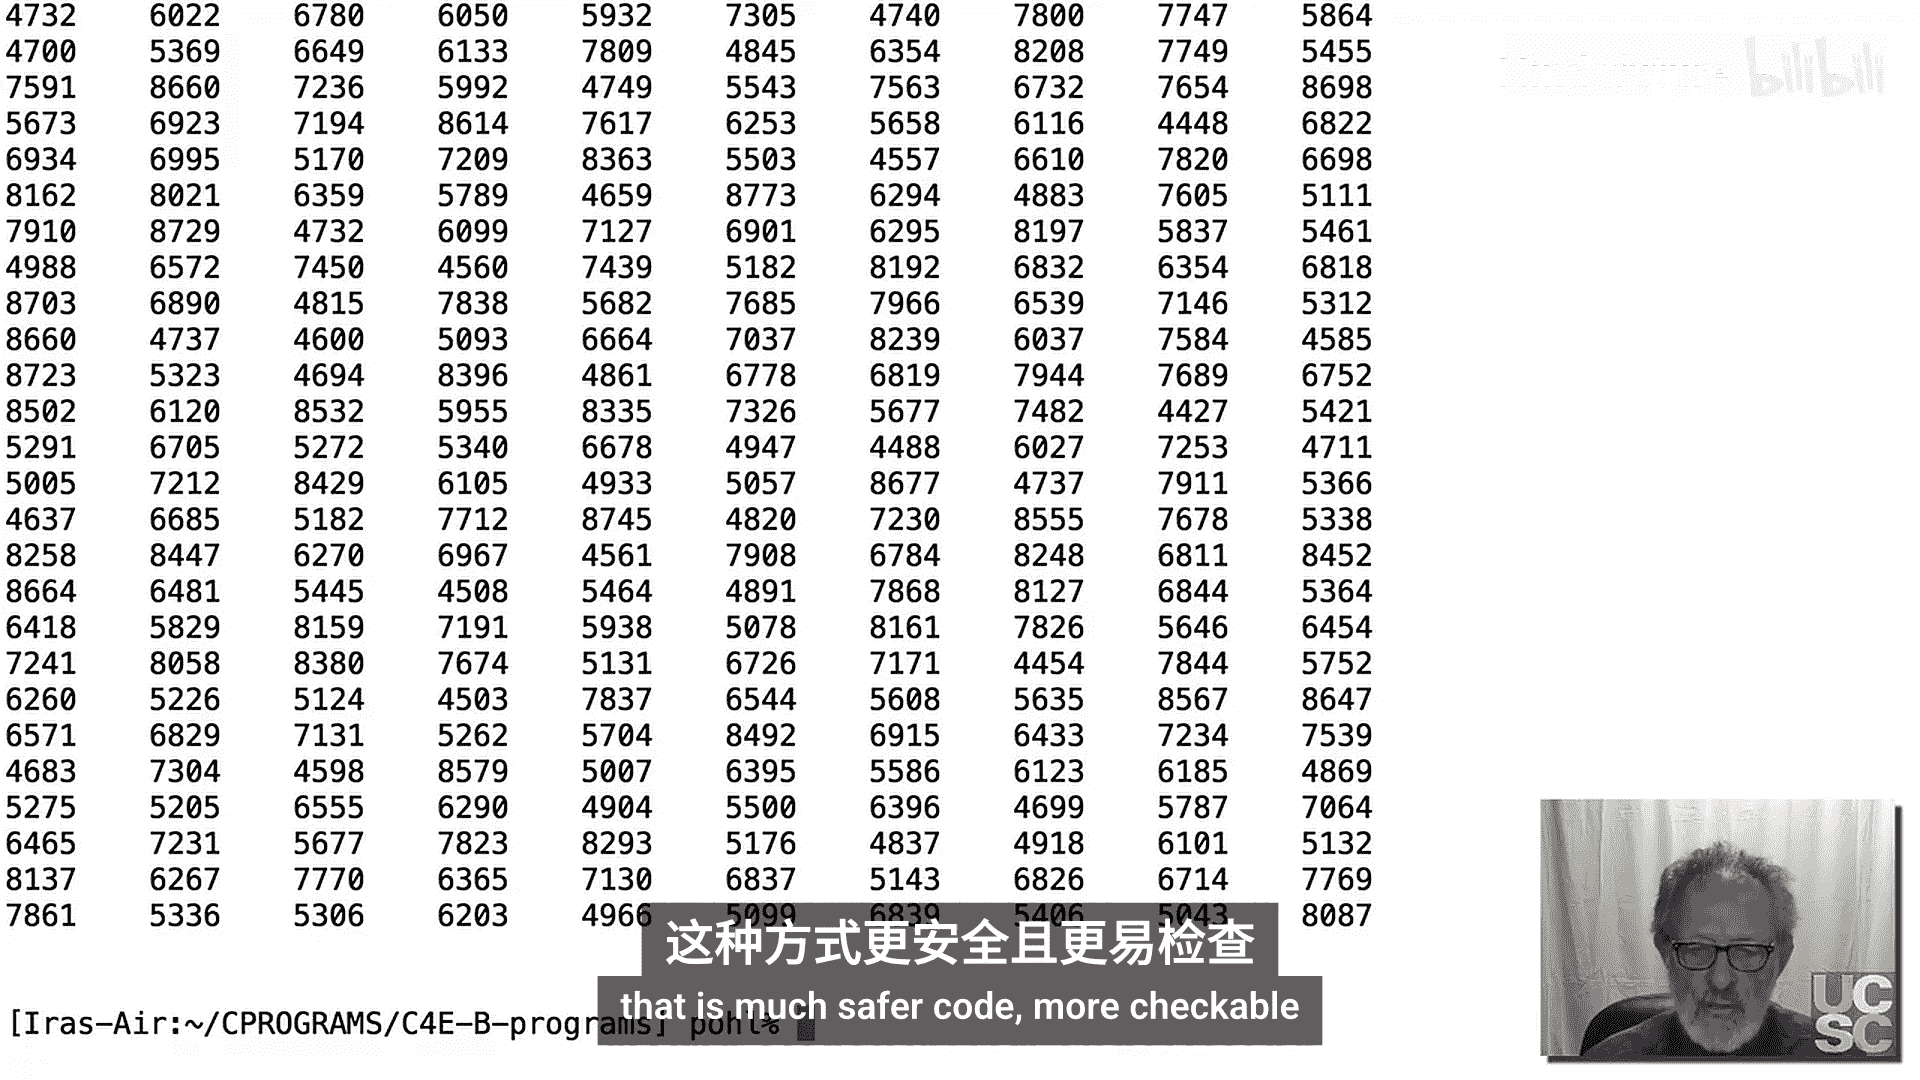 4732 6022 6780 6050 5932 7305 4740 7800 7747 5864
4700 5369 6649 6133 7809 4845 6354 8208 7749 5455
7591 8660 7236 5992 4749 5543 7563 6732 7654 8698
5673 6923 7194 8614 7617 6253 5658 6116 4448 6822
6934 6995 5170 7209 8363 5503 4557 6610 7820 6698
8162 8021 6359 5789 4659 8773 6294 4883 7605 5111
7910 8729 4732 6099 7127 6901 6295 8197 5837 5461
4988 6572 7450 4560 7439 5182 8192 6832 6354 6818
8703 6890 4815 7838 5682 7685 7966 6539 7146 5312
8660 4737 4600 5093 6664 7037 8239 6037 7584 4585
8723 5323 4694 8396 4861 6778 6819 7944 7689 6752
8502 6120 8532 5955 8335 7326 5677 7482 4427 5421
5291 6705 5272 5340 6678 4947 4488 6027 7253 4711
5005 7212 8429 6105 4933 5057 8677 4737 7911 5366
4637 6685 5182 7712 8745 4820 7230 8555 7678 5338
8258 8447 6270 6967 4561 7908 6784 8248 6811 8452
8664 6481 5445 4508 5464 4891 7868 8127 6844 5364
6418 5829 8159 7191 5938 5078 8161 7826 5646 6454
7241 8058 8380 7674 5131 6726 7171 4454 7844 5752
6260 5226 5124 4503 7837 6544 5608 5635 8567 8647
6571 6829 7131 5262 5704 8492 6915 6433 7234 7539
4683 7304 4598 8579 5007 6395 5586 6123 6185 4869
5275 5205 6555 6290 4904 5500 6396 4699 5787 7064
6465 7231 5677 7823 8293 5176 4837 4918 6101 5132
8137 6267 7770 6365 7130 6837 5143 6826 6714 7769
7861 5336 5306 6203 4966 5099 6839 5406 5043 8087
这种方式更安全且更易检查
that is much safer code, more checkable
[Iras-Air:~/CPROGRAMS/C4E-B-programs] pohl%
bilibili
UC
SC